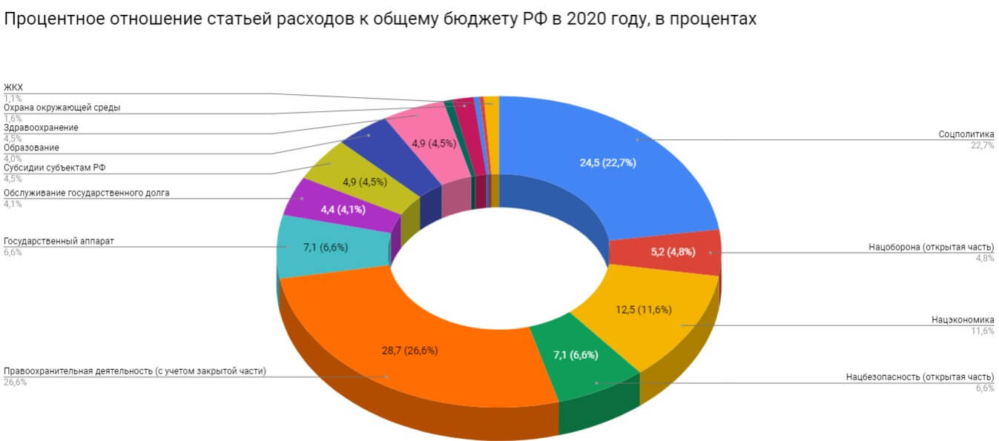 Процентное отношение статьей расходов к общему бюджету РФ в 2020 году, в процентах
ЖКХ
1,1%
Охрана окружающей среды
1,6%
Здравоохранение
4,5%
Образование
4,0%
Субсидии субъектам РФ
4,5%
Обслуживание государственного долга
4,1%
Государственный аппарат
6,6%
Правоохранительная деятельность (с учетом закрытой части)
26,6%
4,9 (4,5%)
4,9 (4,5%)
4,4 (4,1%)
7,1 (6,6%)
28,7 (26,6%)
24,5 (22,7%)
5,2 (4,8%)
12,5 (11,6%)
7,1 (6,6%)
Соцполитика
22,7%
Нацоборона (открытая часть)
4,8%
Нацэкономика
11,6%
Нацбезопасность (открытая часть)
6,6%